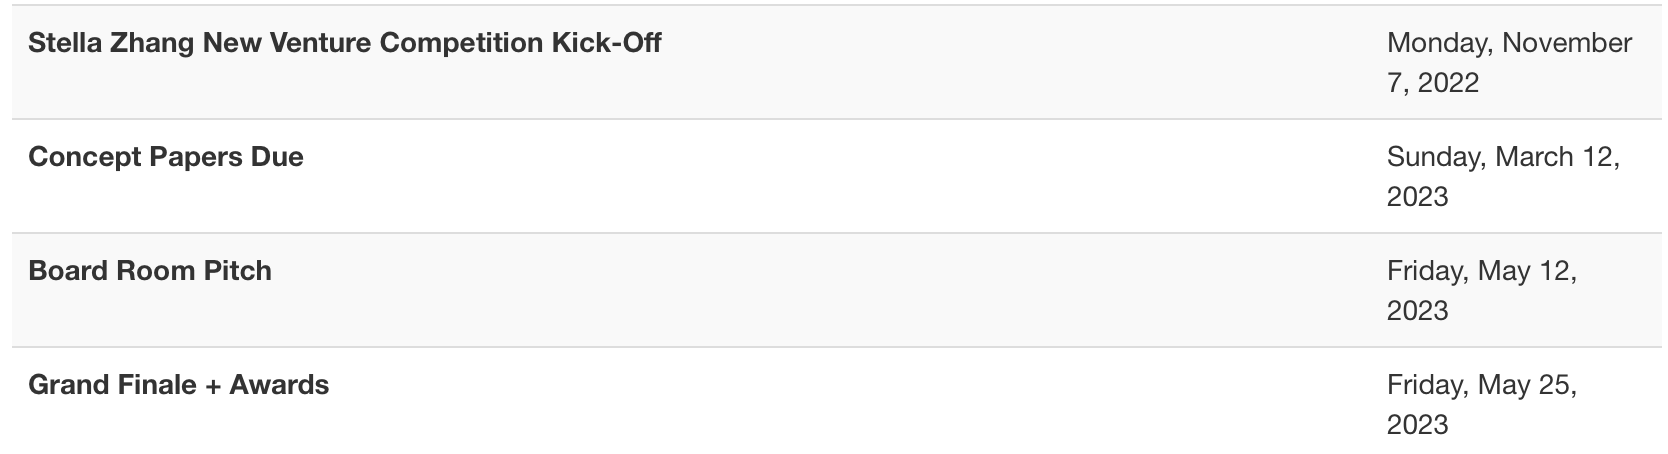 Stella Zhang New Venture Competition Kick-Off
Monday, November
7, 2022
Concept Papers Due
Sunday, March 12,
2023
Board Room Pitch
Friday, May 12,
2023
Grand Finale + Awards
Friday, May 25,
2023